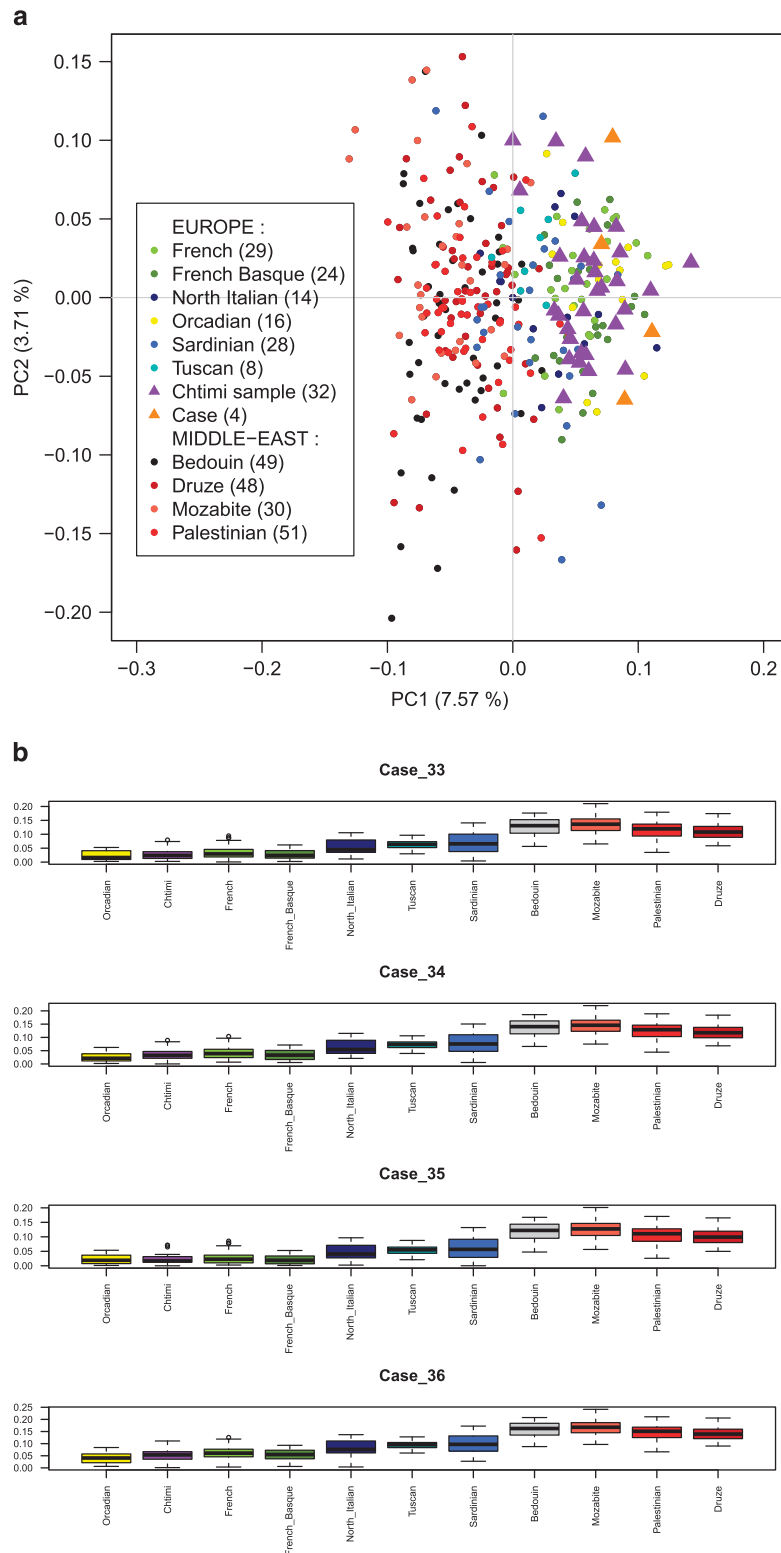 a
0.15
0.10
0.05
0.00
−0.05
−0.10
−0.15
−0.20
PC2 (3.71 %)
EUROPE :
French (29)
French Basque (24)
North Italian (14)
Orcadian (16)
Sardinian (28)
Tuscan (8)
Chtimi sample (32)
Case (4)
MIDDLE−EAST :
Bedouin (49)
Druze (48)
Mozabite (30)
Palestinian (51)
−0.3 −0.2 −0.1 0.0 0.1 0.2
PC1 (7.57 %)
b
Case_33
0.20
0.15
0.10
0.05
0.00
Orcadian
Chtimi
French
French_Basque
North_Italian
Tuscan
Sardinian
Bedouin
Mozabite
Palestinian
Druze
Case_34
0.20
0.15
0.10
0.05
0.00
Orcadian
Chtimi
French
French_Basque
North_Italian
Tuscan
Sardinian
Bedouin
Mozabite
Palestinian
Druze
Case_35
0.20
0.15
0.10
0.05
0.00
Orcadian
Chtimi
French
French_Basque
North_Italian
Tuscan
Sardinian
Bedouin
Mozabite
Palestinian
Druze
Case_36
0.25
0.20
0.15
0.10
0.05
0.00
Orcadian
Chtimi
French
French_Basque
North_Italian
Tuscan
Sardinian
Bedouin
Mozabite
Palestinian
Druze